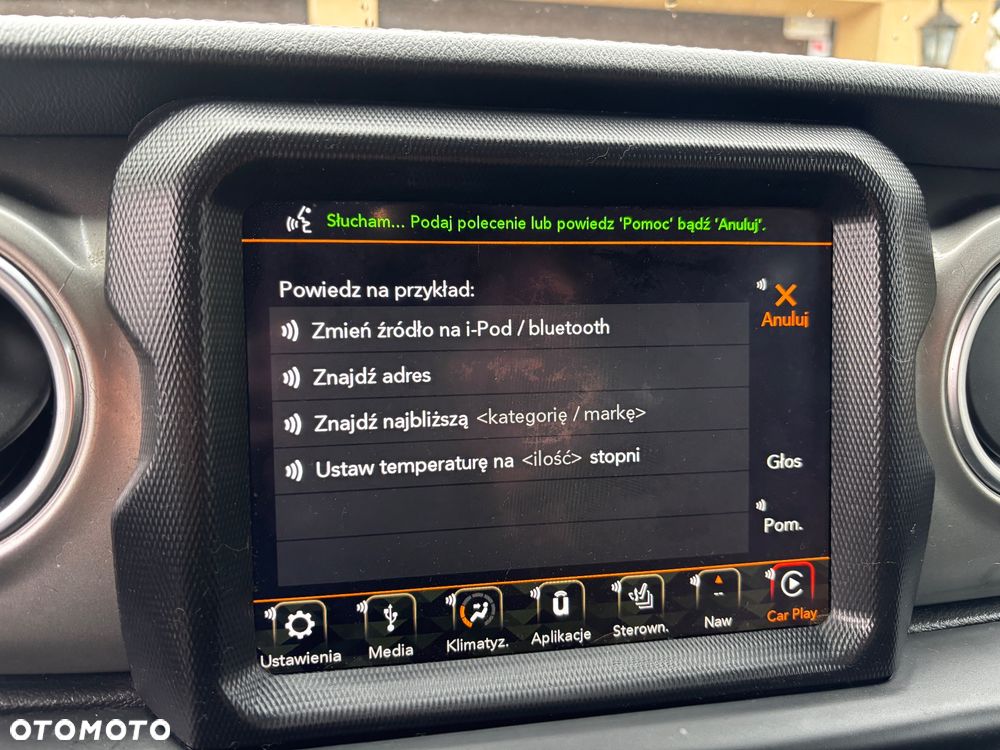 Słucham... Podaj polecenie lub powiedz 'Pomoc' bądź 'Anuluj'.
Powiedz na przykład:
Zmień źródło na i-Pod / bluetooth
Znajdź adres
Znajdź najbliższą <kategorię / markę>
Ustaw temperaturę na <ilość> stopni
Anuluj
Głos
Pom.
Ustawienia
Media
Klimatyz.
Aplikacje
Sterown.
Naw
Car Play
OTOMOTO